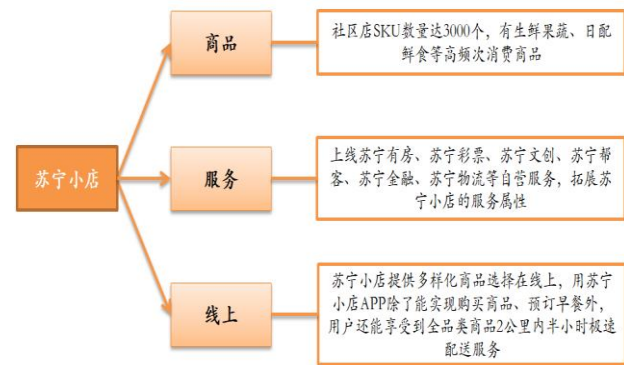 苏宁小店
商品
社区店SKU数量达3000个，有生鲜果蔬、日配
鲜食等高频次消费商品
服务
上线苏宁有房、苏宁彩票、苏宁文创、苏宁帮
客、苏宁金融、苏宁物流等自营服务，拓展苏
宁小店的服务属性
线上
苏宁小店提供多样化商品选择在线上，用苏宁
小店APP除了能实现购买商品、预订早餐外，
用户还能享受到全品类商品2公里内半小时极速
配送服务